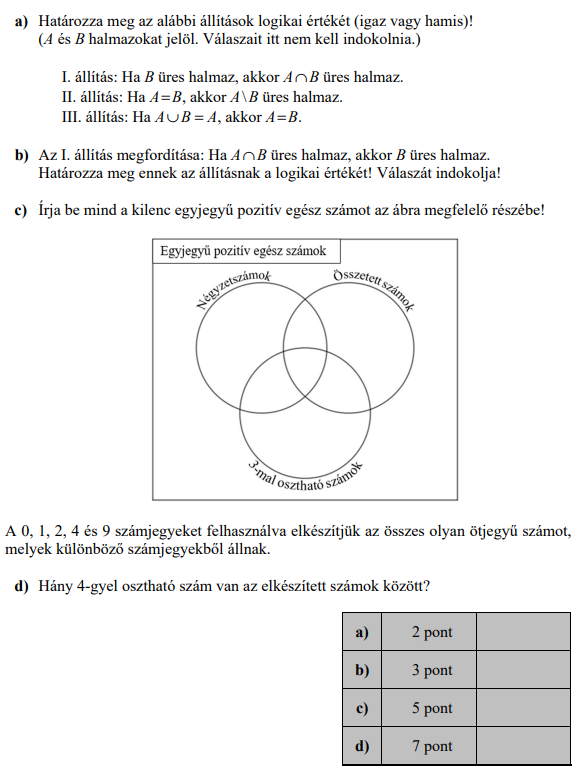 a) Határozza meg az alábbi állítások logikai értékét (igaz vagy hamis)!
(A és B halmazokat jelöl. Válaszait itt nem kell indokolnia.)
I. állítás: Ha B üres halmaz, akkor A∩B üres halmaz.
II. állítás: Ha A=B, akkor A\B üres halmaz.
III. állítás: Ha A∪B = A, akkor A=B.
b) Az I. állítás megfordítása: Ha A∩B üres halmaz, akkor B üres halmaz.
Határozza meg ennek az állításnak a logikai értékét! Válaszát indokolja!
c) Írja be mind a kilenc egyjegyű pozitív egész számot az ábra megfelelő részébe!
Egyjegyű pozitív egész számok
Négyzetszámok
Összetett számok
3-mal osztható számok
A 0, 1, 2, 4 és 9 számjegyeket felhasználva elkészítjük az összes olyan ötjegyű számot,
melyek különböző számjegyekből állnak.
d) Hány 4-gyel osztható szám van az elkészített számok között?
a) 2 pont
b) 3 pont
c) 5 pont
d) 7 pont